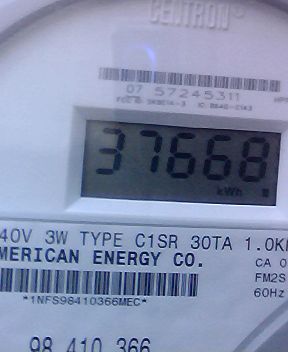 CENTRON®
07 57245311
37668
kWh
40V 3W TYPE C1SR 30TA 1.0K
MERICAN ENERGY CO.
CA 0
FM2S
60Hz
*1NFS98410366MEC*
98 410 366